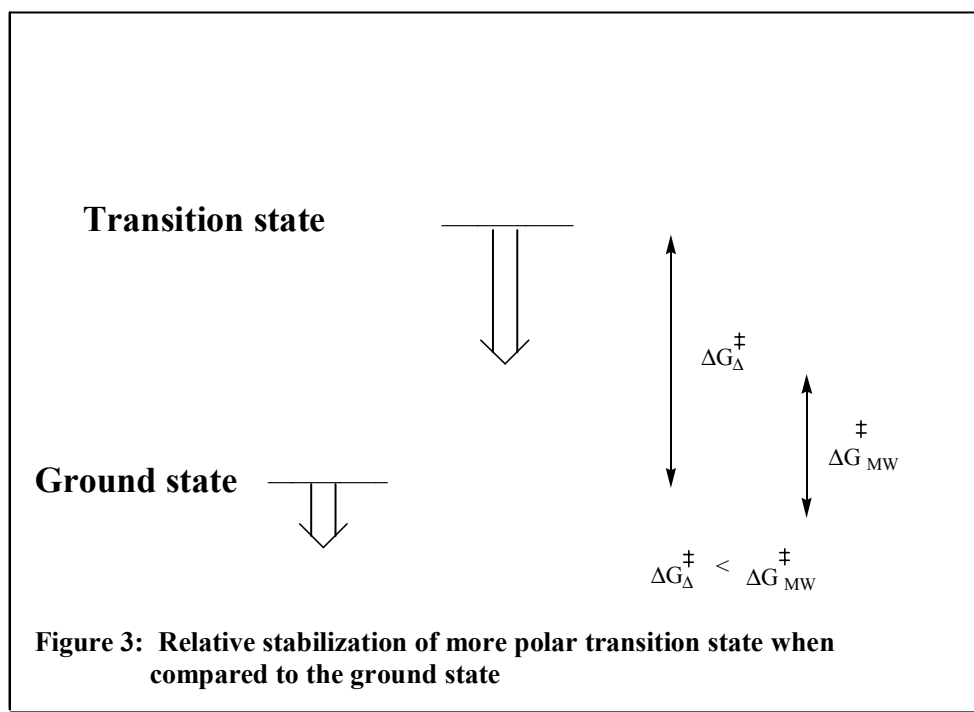 Transition state
ΔG‡Δ
ΔG‡MW
Ground state
ΔG‡Δ < ΔG‡MW
Figure 3: Relative stabilization of more polar transition state when
compared to the ground state